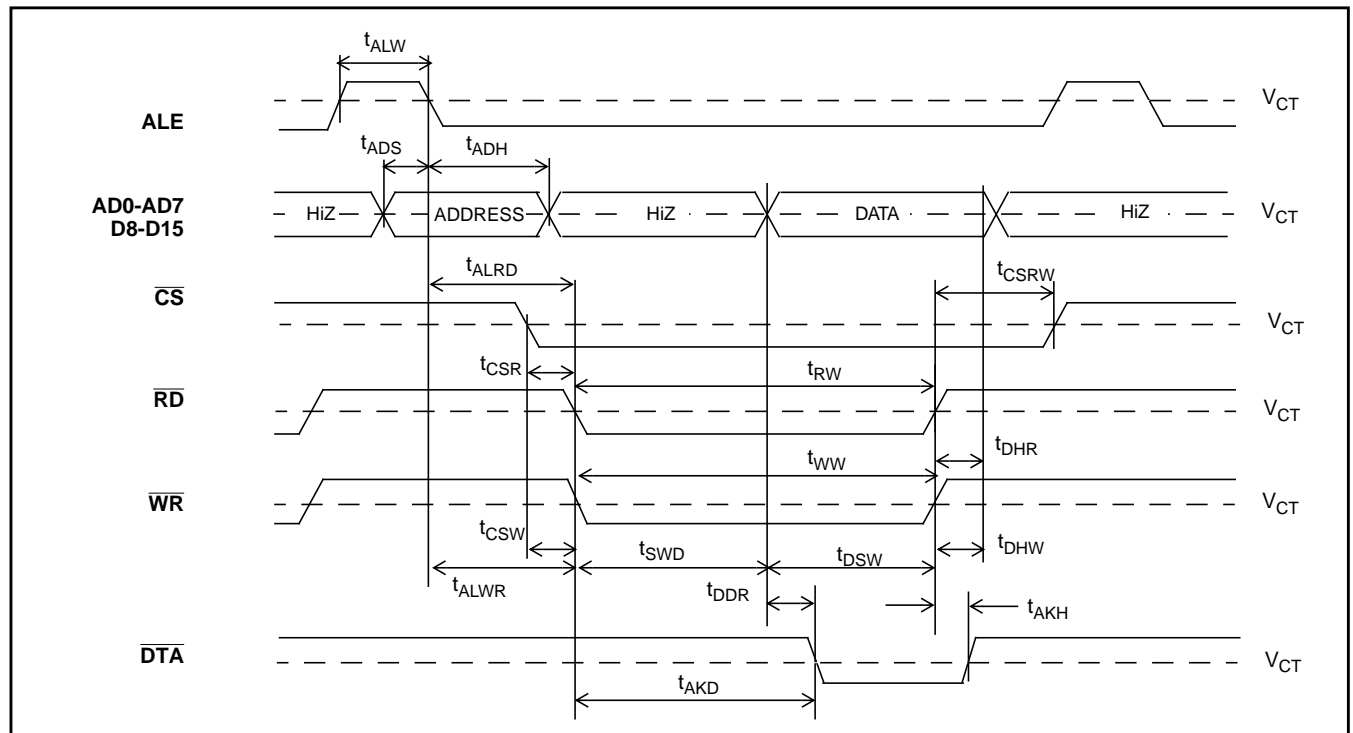 tALW
ALE
VCT
tADS
tADH
AD0-AD7
D8-D15
HiZ
ADDRESS
HiZ
DATA
HiZ
VCT
tALRD
tCSRW
CS
VCT
tCSR
tRW
RD
VCT
tDHR
tWW
WR
VCT
tCSW
tSWD
tDSW
tDHW
tALWR
tDDR
tAKH
DTA
VCT
tAKD